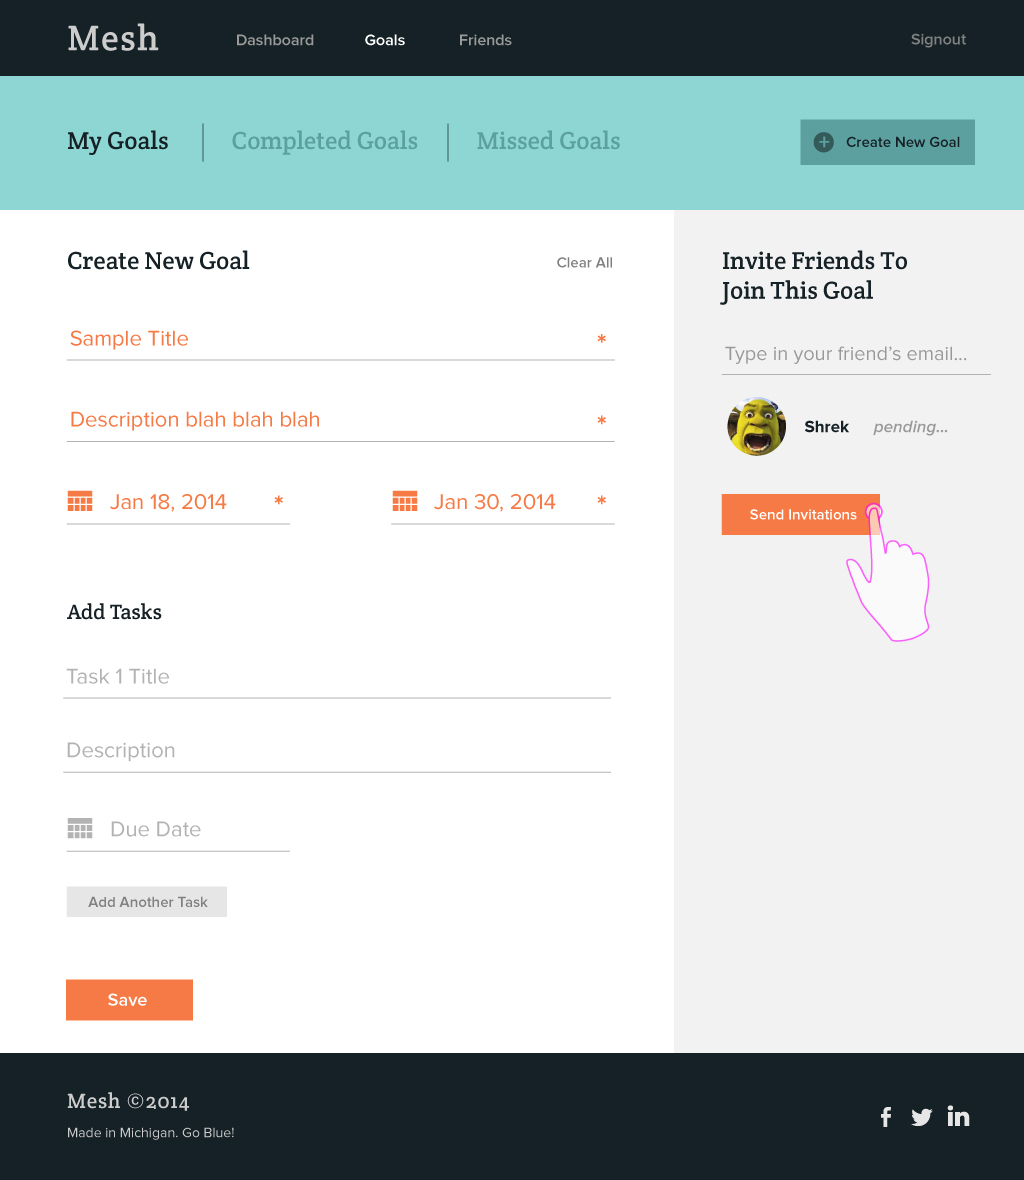 Mesh
Dashboard
Goals
Friends
Signout
My Goals
Completed Goals
Missed Goals
Create New Goal
Create New Goal
Clear All
Sample Title *
Description blah blah blah *
Jan 18, 2014 *
Jan 30, 2014 *
Add Tasks
Task 1 Title
Description
Due Date
Add Another Task
Save
Invite Friends To
Join This Goal
Type in your friend’s email...
Shrek
pending...
Send Invitations
Mesh ©2014
Made in Michigan. Go Blue!